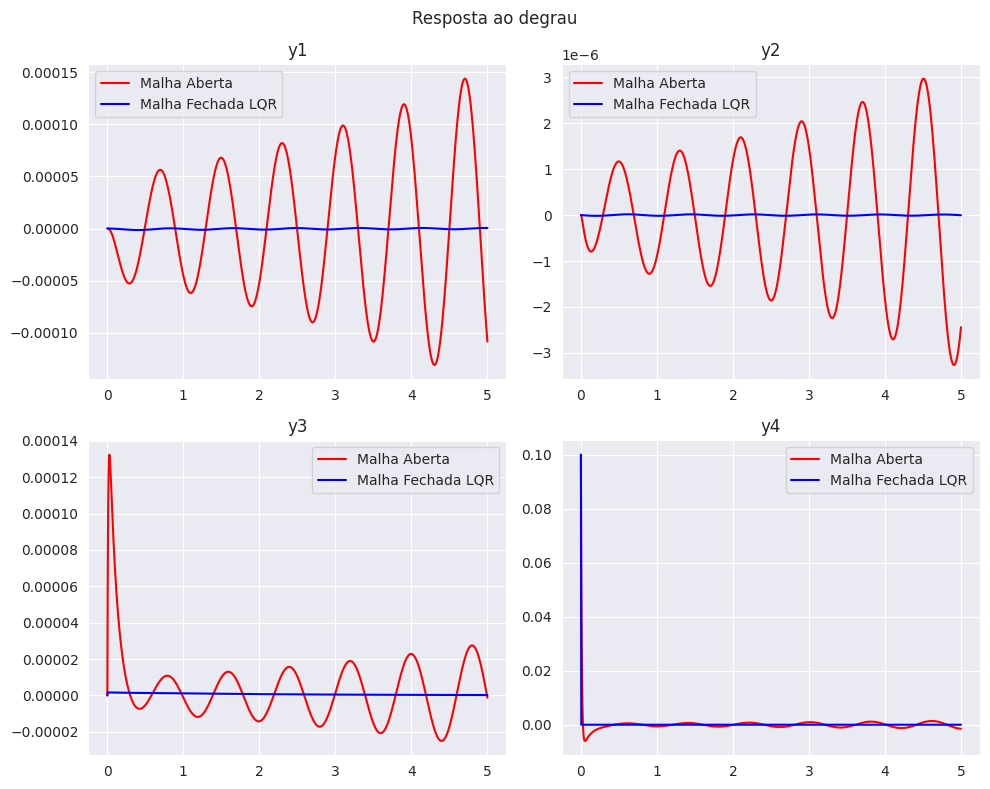 Resposta ao degrau
y1
Malha Aberta
Malha Fechada LQR
0.00015
0.00010
0.00005
0.00000
−0.00005
−0.00010
0 1 2 3 4 5
y2
1e−6
Malha Aberta
Malha Fechada LQR
3
2
1
0
−1
−2
−3
0 1 2 3 4 5
y3
Malha Aberta
Malha Fechada LQR
0.00014
0.00012
0.00010
0.00008
0.00006
0.00004
0.00002
0.00000
−0.00002
0 1 2 3 4 5
y4
Malha Aberta
Malha Fechada LQR
0.10
0.08
0.06
0.04
0.02
0.00
0 1 2 3 4 5